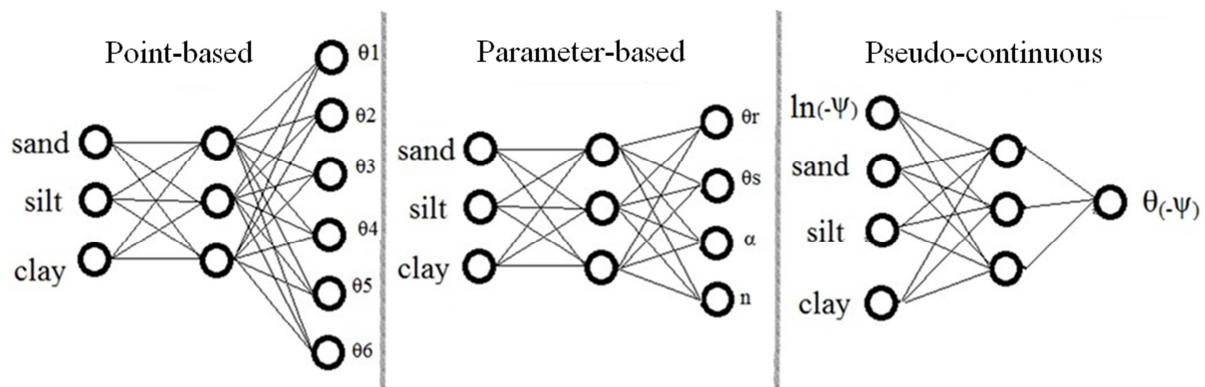 Point-based
sand
silt
clay
θ1
θ2
θ3
θ4
θ5
θ6
Parameter-based
sand
silt
clay
θr
θs
α
n
Pseudo-continuous
ln(-ψ)
sand
silt
clay
θ(-ψ)